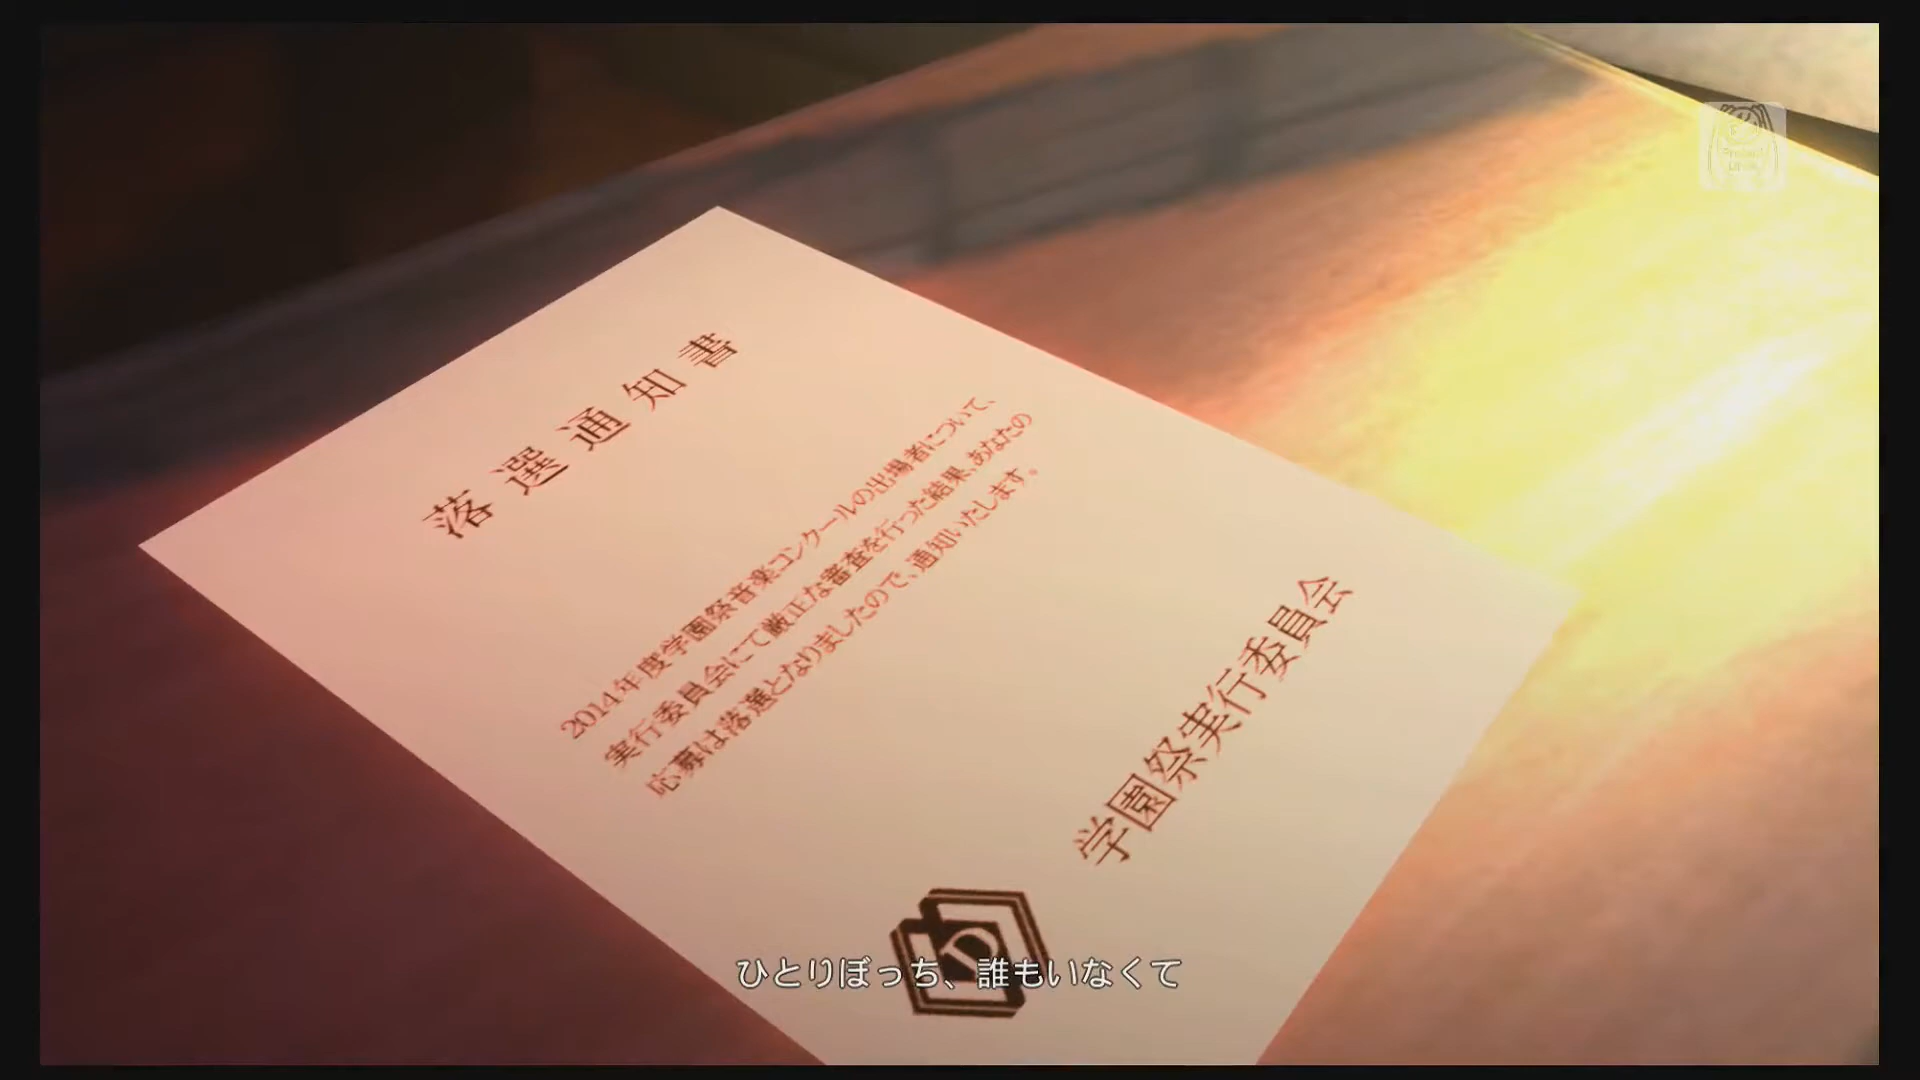 落選通知書
2014年度学園祭音楽コンクールの出場者について、
実行委員会にて厳正な審査を行った結果、あなたの
応募は落選となりましたので、通知いたします。
学園祭実行委員会
D
ひとりぼっち、誰もいなくて